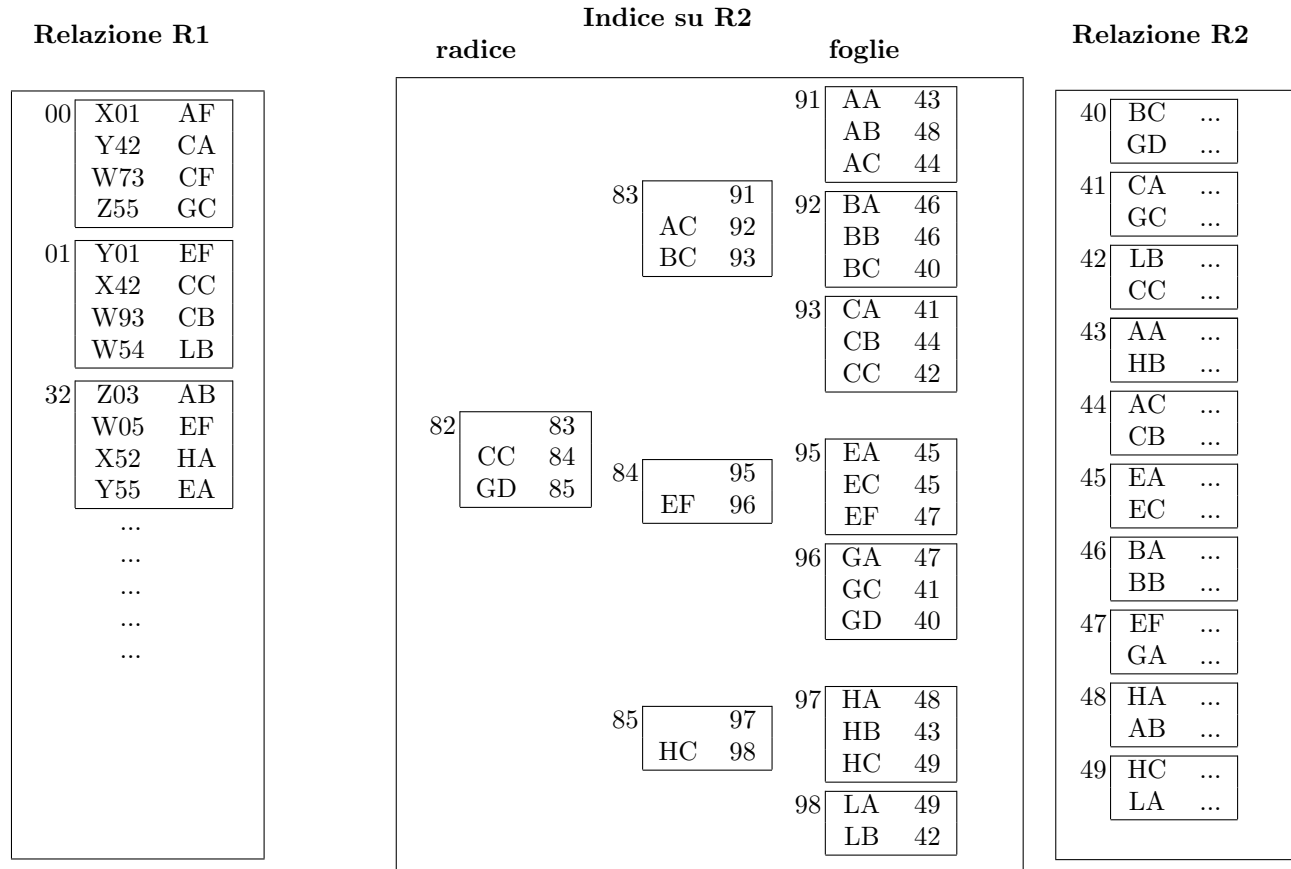 Relazione R1
Indice su R2
radice foglie
Relazione R2
00 X01 AF
Y42 CA
W73 CF
Z55 GC
01 Y01 EF
X42 CC
W93 CB
W54 LB
32 Z03 AB
W05 EF
X52 HA
Y55 EA
...
...
...
...
...
82 83
CC 84
GD 85
83 91
AC 92
BC 93
84 95
EF 96
85 97
HC 98
91 AA 43
AB 48
AC 44
92 BA 46
BB 46
BC 40
93 CA 41
CB 44
CC 42
95 EA 45
EC 45
EF 47
96 GA 47
GC 41
GD 40
97 HA 48
HB 43
HC 49
98 LA 49
LB 42
40 BC ...
GD ...
41 CA ...
GC ...
42 LB ...
CC ...
43 AA ...
HB ...
44 AC ...
CB ...
45 EA ...
EC ...
46 BA ...
BB ...
47 EF ...
GA ...
48 HA ...
AB ...
49 HC ...
LA ...